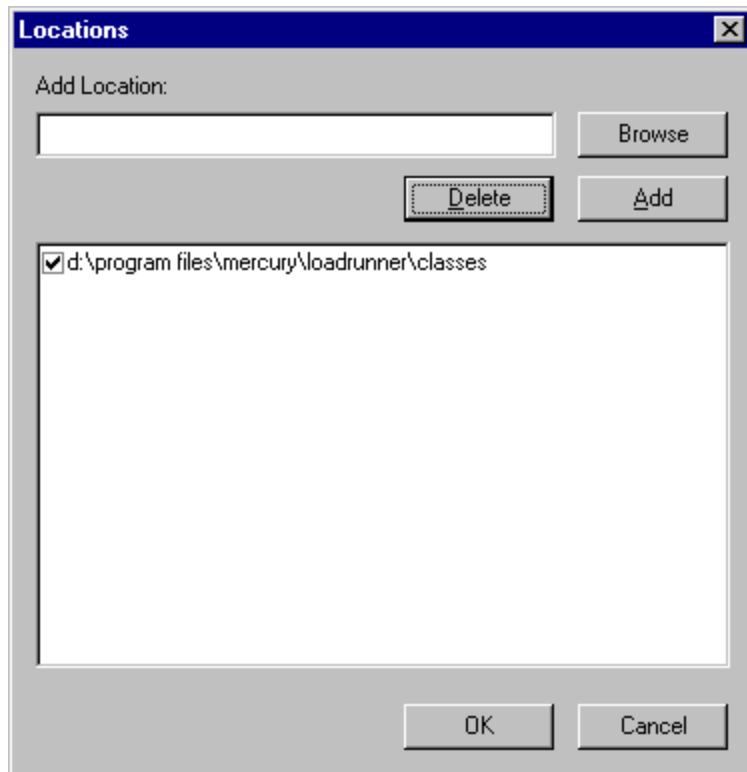 Locations
Add Location:
Browse
Delete
Add
d:\program files\mercury\loadrunner\classes
OK
Cancel